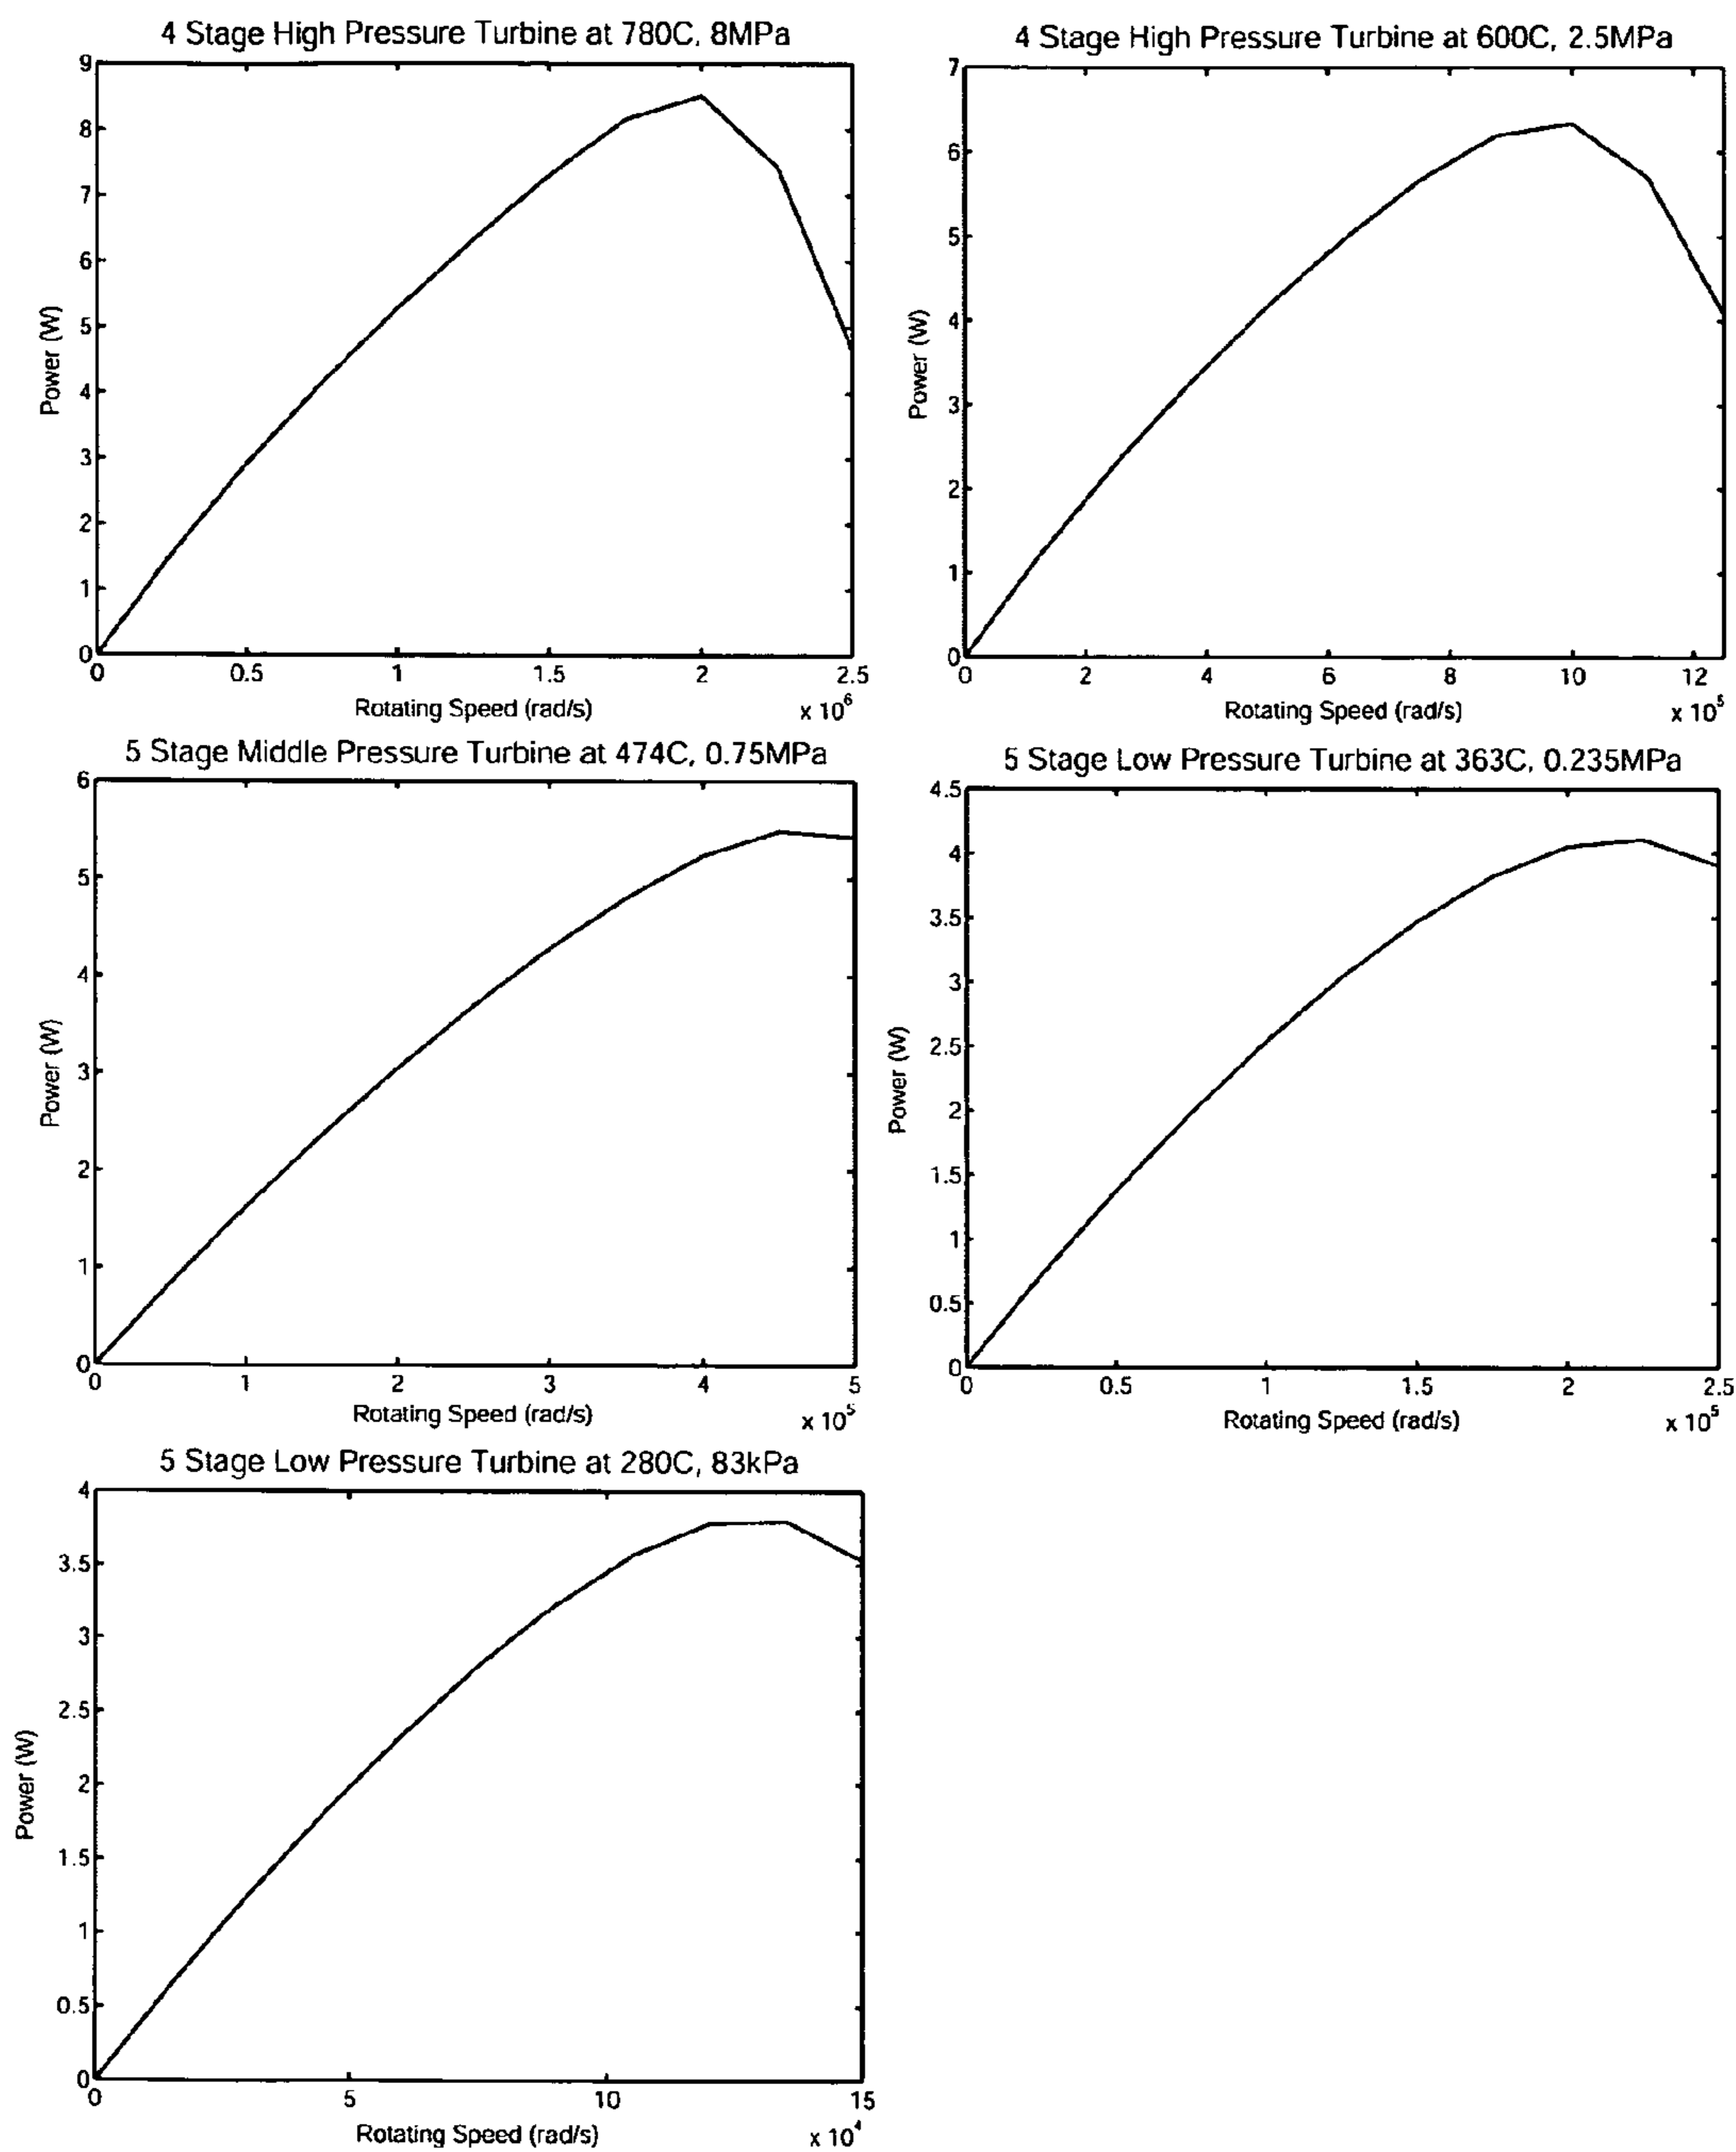 4 Stage High Pressure Turbine at 780C, 8MPa
9
8
7
6
5
4
3
2
1
0
Power (W)
0 0.5 1 1.5 2 2.5
Rotating Speed (rad/s) x 10^6
4 Stage High Pressure Turbine at 600C, 2.5MPa
7
6
5
4
3
2
1
0
Power (W)
0 2 4 6 8 10 12
Rotating Speed (rad/s) x 10^5
5 Stage Middle Pressure Turbine at 474C, 0.75MPa
6
5
4
3
2
1
0
Power (W)
0 1 2 3 4 5
Rotating Speed (rad/s) x 10^5
5 Stage Low Pressure Turbine at 363C, 0.235MPa
4.5
4
3.5
3
2.5
2
1.5
1
0.5
0
Power (W)
0 0.5 1 1.5 2 2.5
Rotating Speed (rad/s) x 10^5
5 Stage Low Pressure Turbine at 280C, 83kPa
4
3.5
3
2.5
2
1.5
1
0.5
0
Power (W)
0 5 10 15
Rotating Speed (rad/s) x 10^4